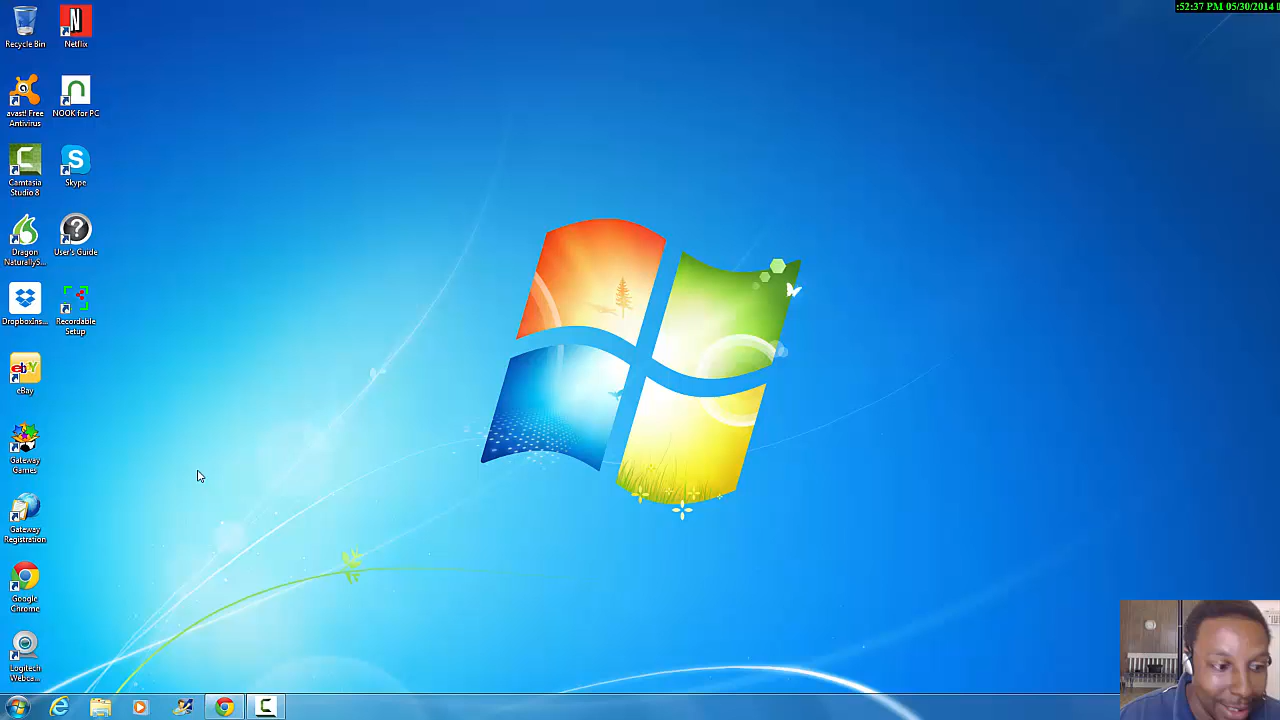 :52:37 PM 05/30/2014
Recycle Bin
Netflix
avast! Free
Antivirus
NOOK for PC
Camtasia
Studio 8
Skype
Dragon
NaturallyS...
User's Guide
DropboxIns...
Recordable
Setup
eBay
Gateway
Games
Gateway
Registration
Google
Chrome
Logitech
Webca...